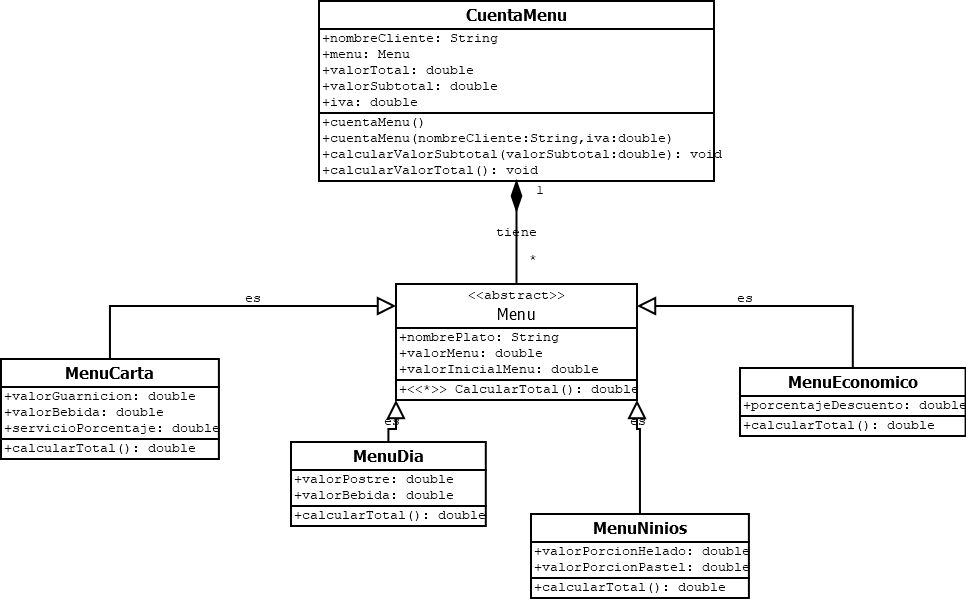 CuentaMenu
+nombreCliente: String
+menu: Menu
+valorTotal: double
+valorSubtotal: double
+iva: double
+cuentaMenu()
+cuentaMenu(nombreCliente:String,iva:double)
+calcularValorSubtotal(valorSubtotal:double): void
+calcularValorTotal(): void
1
tiene
*
<<abstract>>
Menu
+nombrePlato: String
+valorMenu: double
+valorInicialMenu: double
+<<*>> CalcularTotal(): double
es
es
es
es
MenuCarta
+valorGuarnicion: double
+valorBebida: double
+servicioPorcentaje: double
+calcularTotal(): double
MenuEconomico
+porcentajeDescuento: double
+calcularTotal(): double
MenuDia
+valorPostre: double
+valorBebida: double
+calcularTotal(): double
MenuNinios
+valorPorcionHelado: double
+valorPorcionPastel: double
+calcularTotal(): double